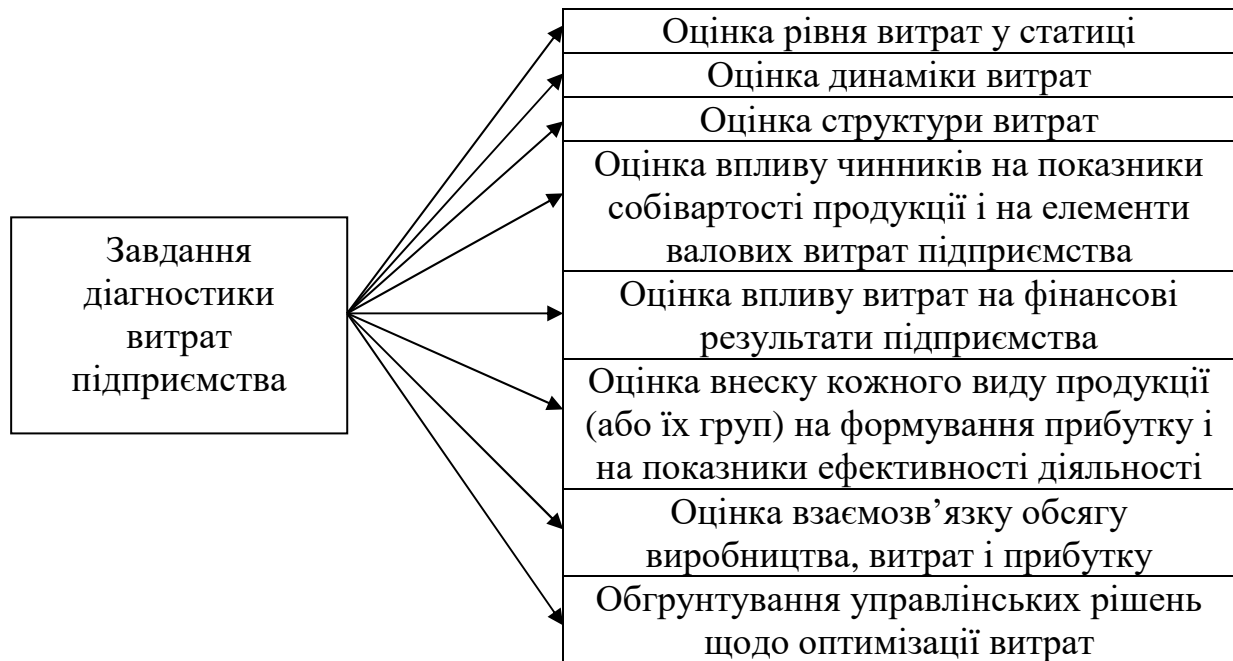 Завдання
діагностики
витрат
підприємства
Оцінка рівня витрат у статиці
Оцінка динаміки витрат
Оцінка структури витрат
Оцінка впливу чинників на показники
собівартості продукції і на елементи
валових витрат підприємства
Оцінка впливу витрат на фінансові
результати підприємства
Оцінка внеску кожного виду продукції
(або їх груп) на формування прибутку і
на показники ефективності діяльності
Оцінка взаємозв’язку обсягу
виробництва, витрат і прибутку
Обгрунтування управлінських рішень
щодо оптимізації витрат